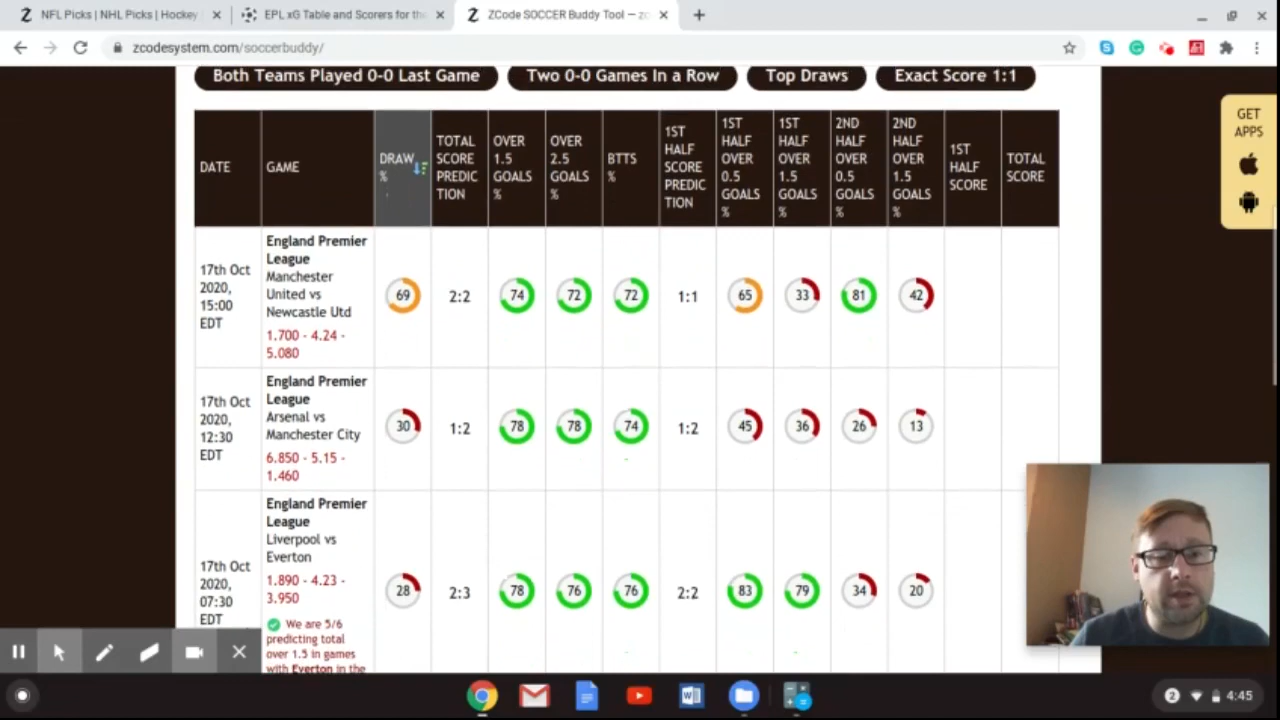 NFL Picks | NHL Picks | Hockey
EPL xG Table and Scorers for the
ZCode SOCCER Buddy Tool — zc
zcodesystem.com/soccerbuddy/
Both Teams Played 0-0 Last Game
Two 0-0 Games In a Row
Top Draws
Exact Score 1:1
GET
APPS
DATE
GAME
DRAW
%
TOTAL
SCORE
PREDIC
TION
OVER
1.5
GOALS
%
OVER
2.5
GOALS
%
BTTS
%
1ST
HALF
SCORE
PREDIC
TION
1ST
HALF
OVER
0.5
GOALS
%
1ST
HALF
OVER
1.5
GOALS
%
2ND
HALF
OVER
0.5
GOALS
%
2ND
HALF
OVER
1.5
GOALS
%
1ST
HALF
SCORE
TOTAL
SCORE
17th Oct
2020,
15:00
EDT
England Premier
League
Manchester
United vs
Newcastle Utd
1.700 - 4.24 -
5.080
69
2:2
74
72
72
1:1
65
33
81
42
17th Oct
2020,
12:30
EDT
England Premier
League
Arsenal vs
Manchester City
6.850 - 5.15 -
1.460
30
1:2
78
78
74
1:2
45
36
26
13
17th Oct
2020,
07:30
EDT
England Premier
League
Liverpool vs
Everton
1.890 - 4.23 -
3.950
We are 5/6
predicting total
over 1.5 in games
with Everton in the
28
2:3
78
76
76
2:2
83
79
34
20
2
4:45